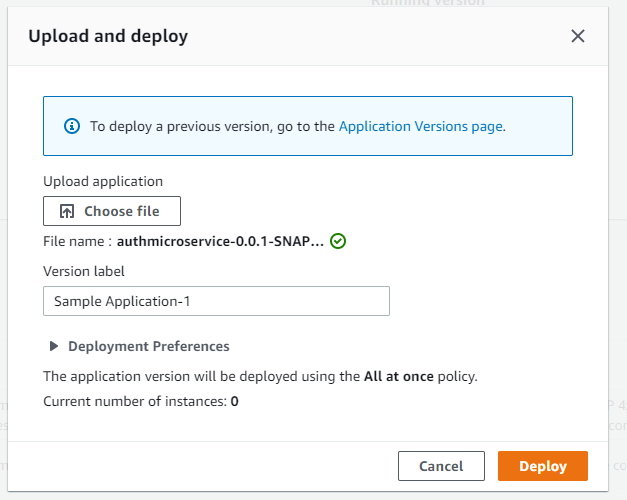 Running version
Upload and deploy
To deploy a previous version, go to the Application Versions page.
Upload application
Choose file
File name : authmicroservice-0.0.1-SNAP...
Version label
Sample Application-1
Deployment Preferences
The application version will be deployed using the All at once policy.
Current number of instances: 0
Cancel
Deploy